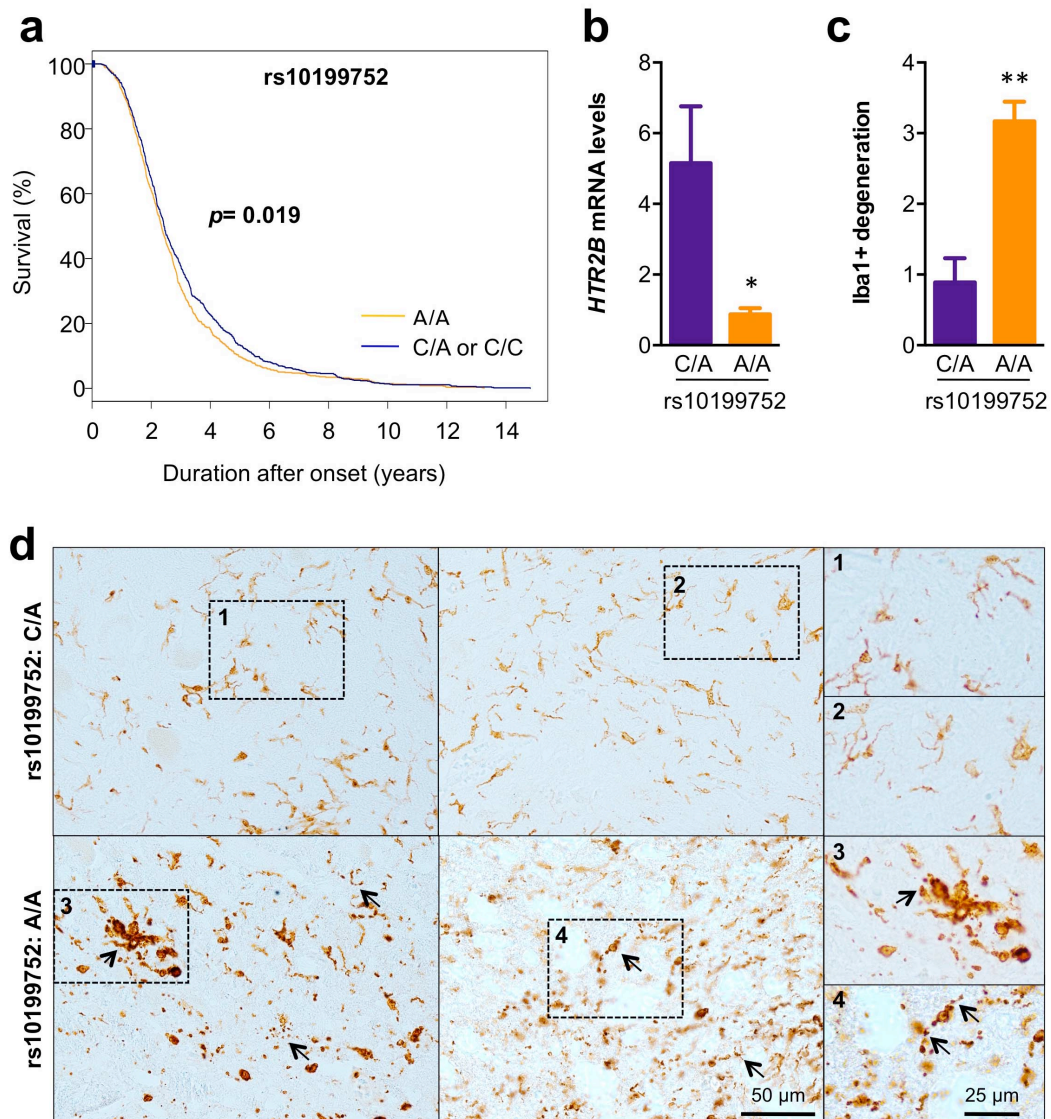 a
rs10199752
p= 0.019
Survival (%)
100
80
60
40
20
0
A/A
C/A or C/C
0 2 4 6 8 10 12 14
Duration after onset (years)
b
HTR2B mRNA levels
8
6
4
2
0
*
C/A A/A
rs10199752
c
Iba1+ degeneration
4
3
2
1
0
**
C/A A/A
rs10199752
d
rs10199752: C/A
1
2
1
2
rs10199752: A/A
3
4
3
4
50 µm
25 µm